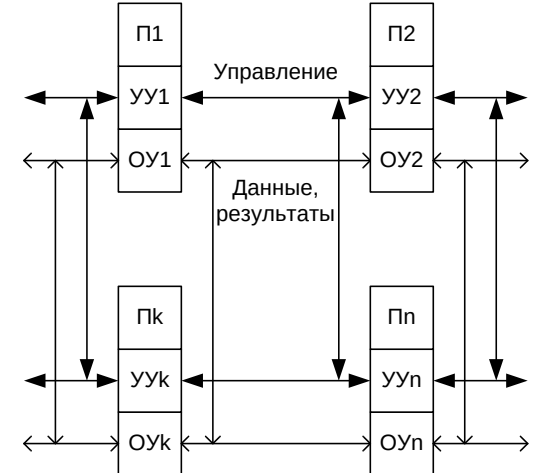 П1
П2
Управление
УУ1
УУ2
ОУ1
ОУ2
Данные,
результаты
Пk
Пn
УУk
УУn
ОУk
ОУn